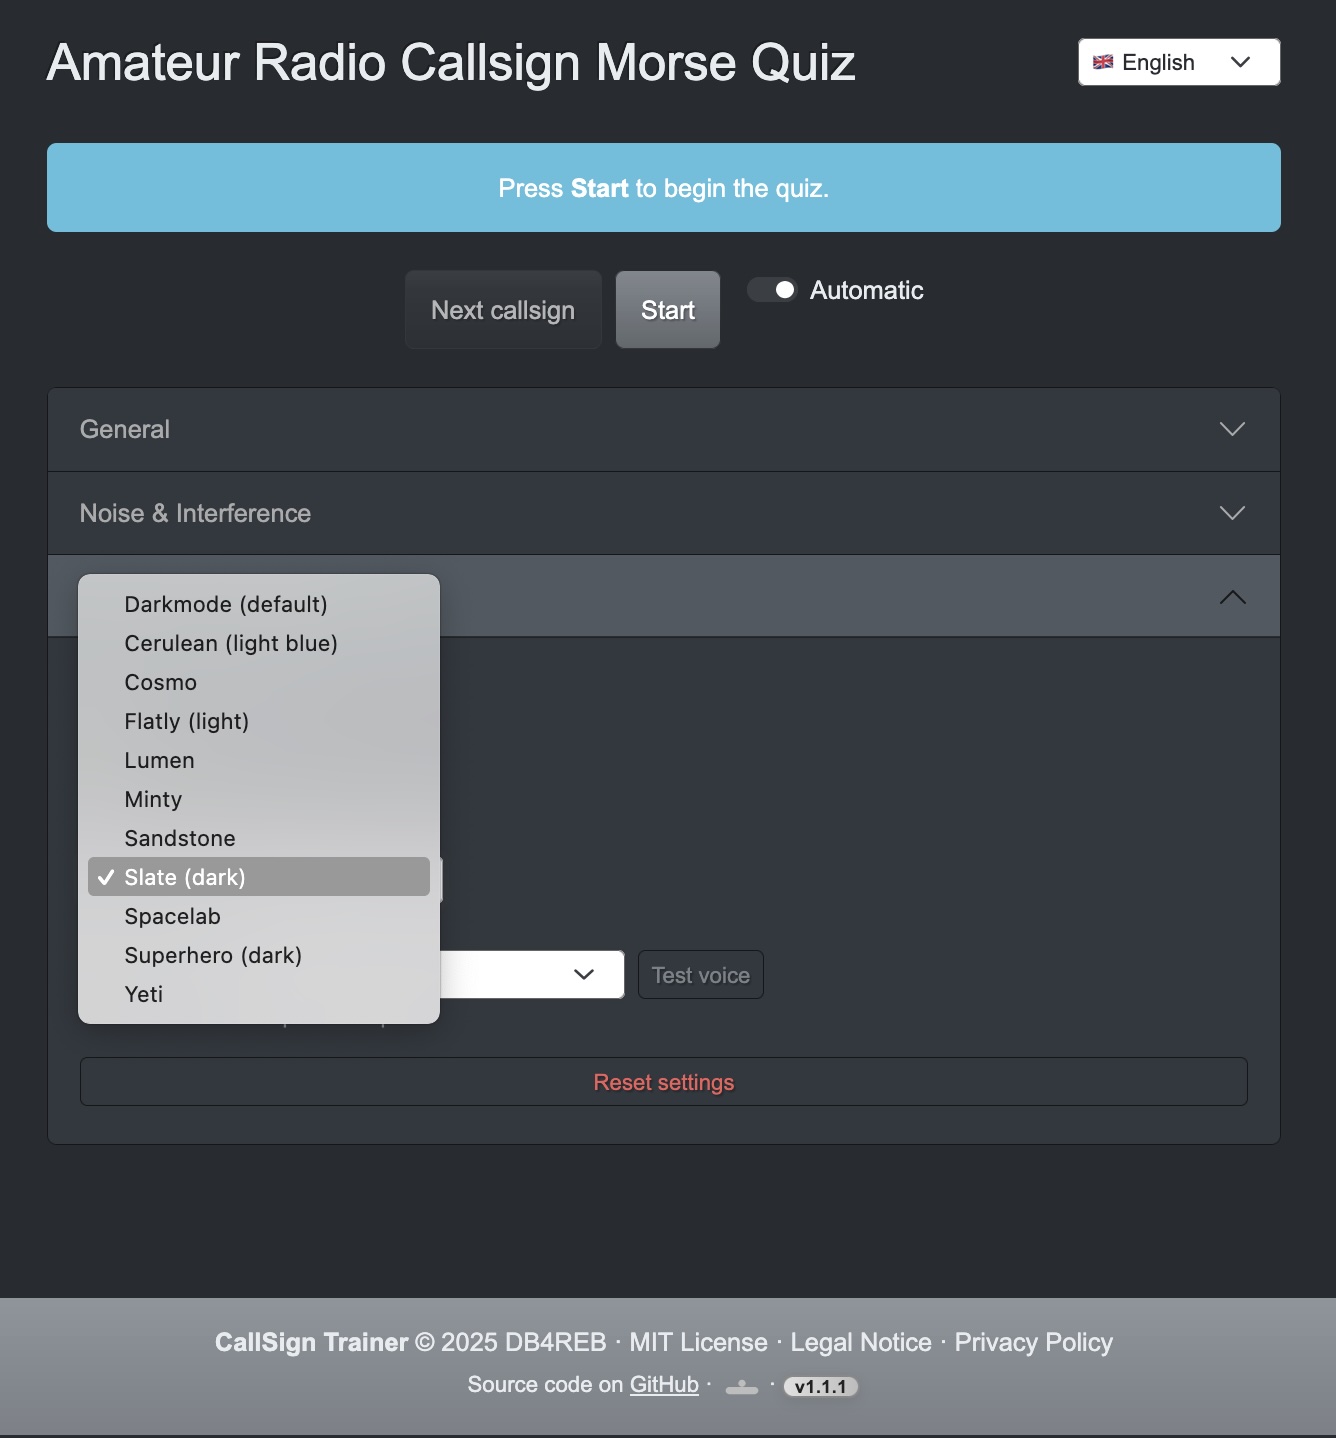 Amateur Radio Callsign Morse Quiz
English
Press Start to begin the quiz.
Next callsign
Start
Automatic
General
Noise & Interference
Darkmode (default)
Cerulean (light blue)
Cosmo
Flatly (light)
Lumen
Minty
Sandstone
✓ Slate (dark)
Spacelab
Superhero (dark)
Yeti
Test voice
Reset settings
CallSign Trainer © 2025 DB4REB · MIT License · Legal Notice · Privacy Policy
Source code on GitHub · · v1.1.1